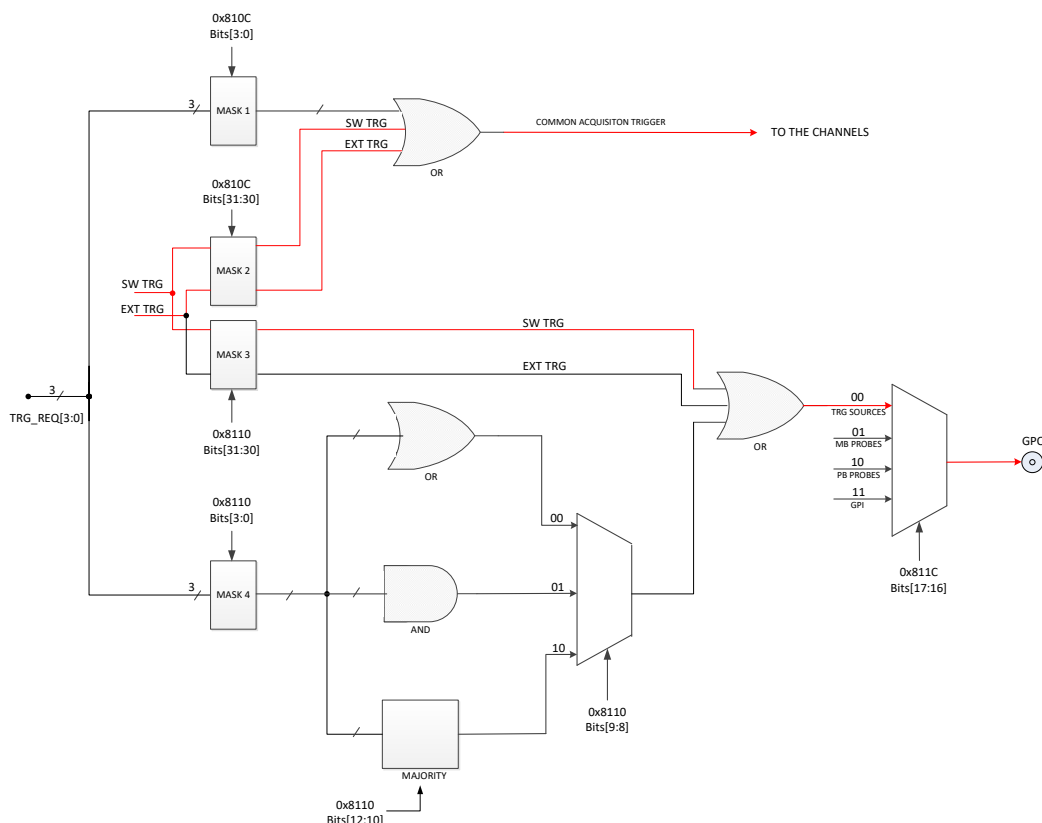 0x810C
Bits[3:0]
3
MASK 1
SW TRG
EXT TRG
OR
COMMON ACQUISITON TRIGGER
TO THE CHANNELS
0x810C
Bits[31:30]
MASK 2
SW TRG
EXT TRG
MASK 3
SW TRG
EXT TRG
0x8110
Bits[31:30]
3
TRG_REQ[3:0]
OR
OR
00
TRG SOURCES
01
MB PROBES
10
PB PROBES
11
GPI
GPO
0x811C
Bits[17:16]
0x8110
Bits[3:0]
3
MASK 4
00
01
AND
10
0x8110
Bits[9:8]
MAJORITY
0x8110
Bits[12:10]